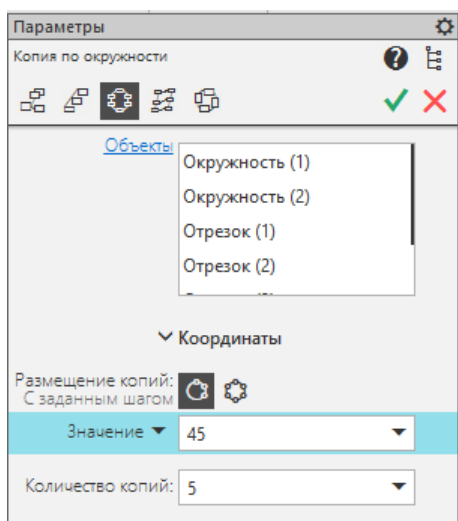 Параметры
Копия по окружности
Объекты
Окружность (1)
Окружность (2)
Отрезок (1)
Отрезок (2)
Координаты
Размещение копий:
С заданным шагом
Значение 45
Количество копий: 5